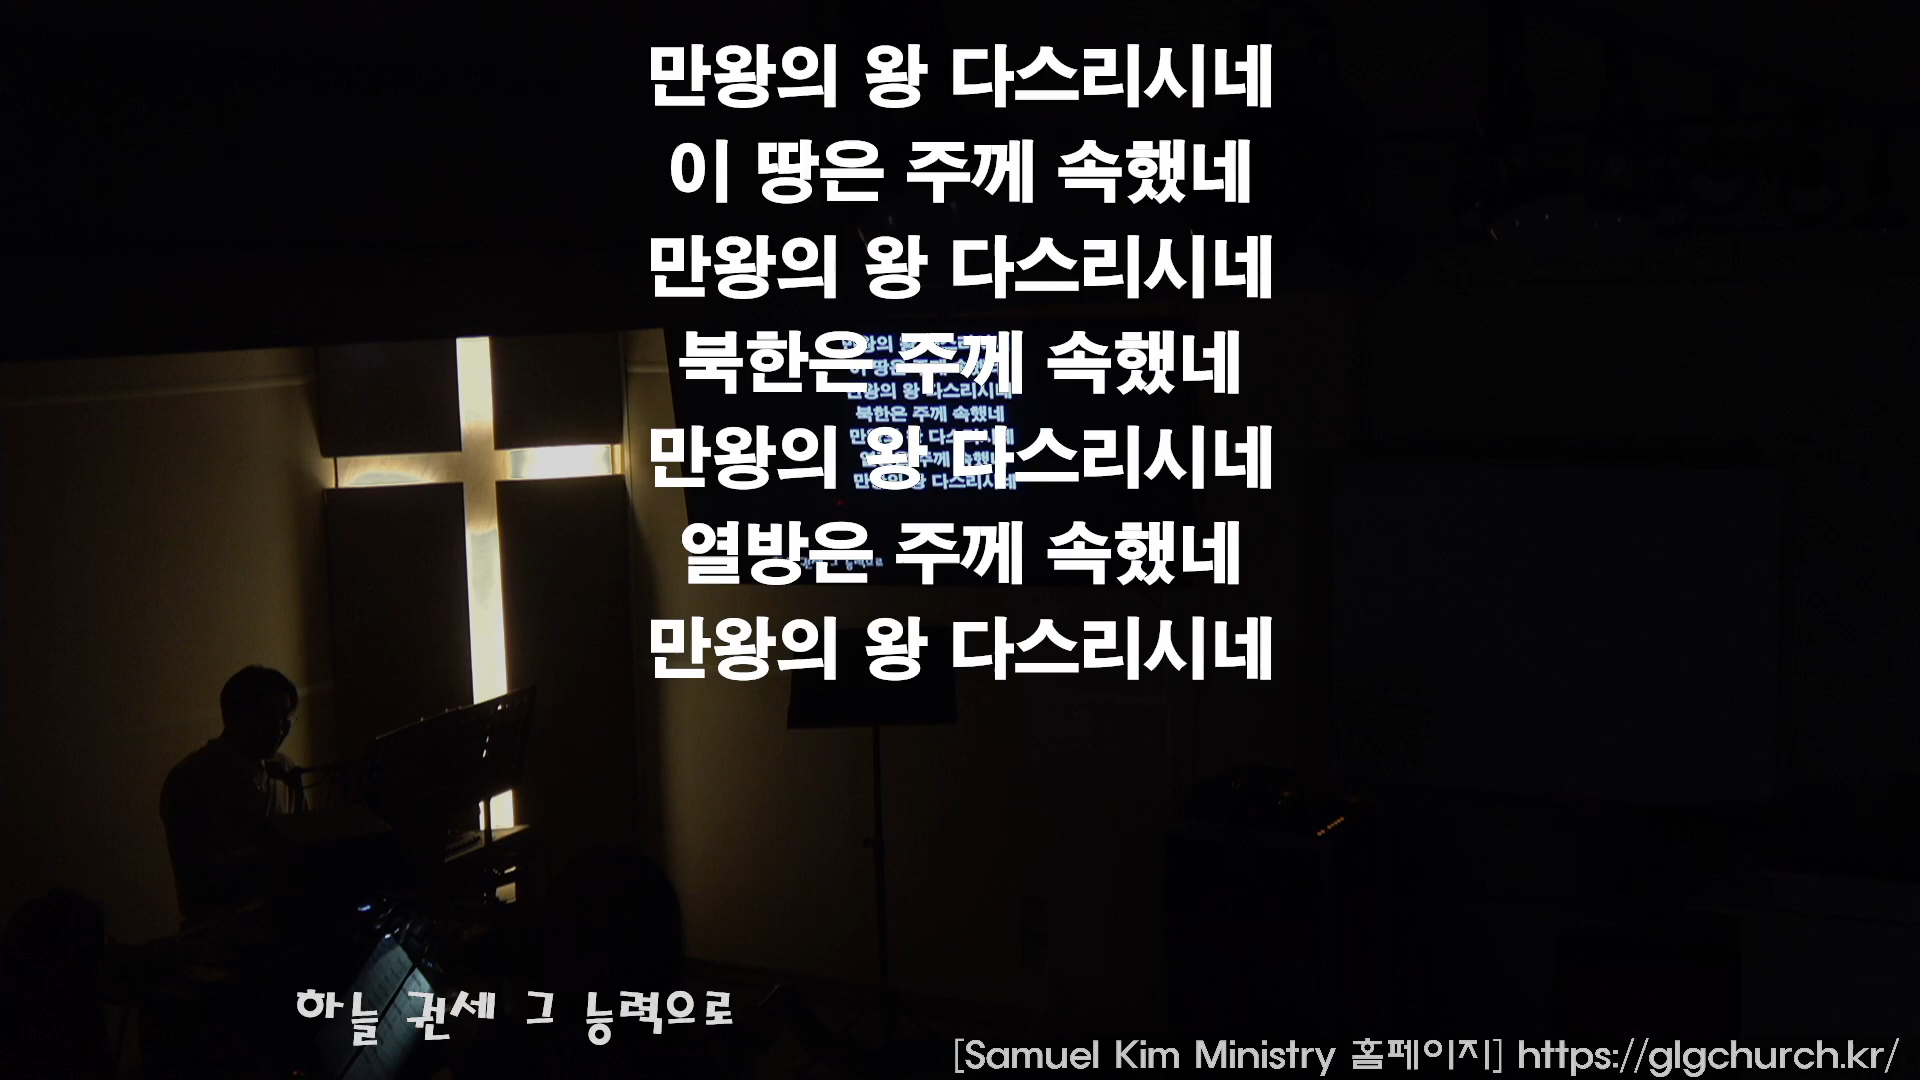 만왕의 왕 다스리시네
이 땅은 주께 속했네
만왕의 왕 다스리시네
북한은 주께 속했네
만왕의 왕 다스리시네
열방은 주께 속했네
만왕의 왕 다스리시네
하늘 권세 그 능력으로
[Samuel Kim Ministry 홈페이지] https://glgchurch.kr/